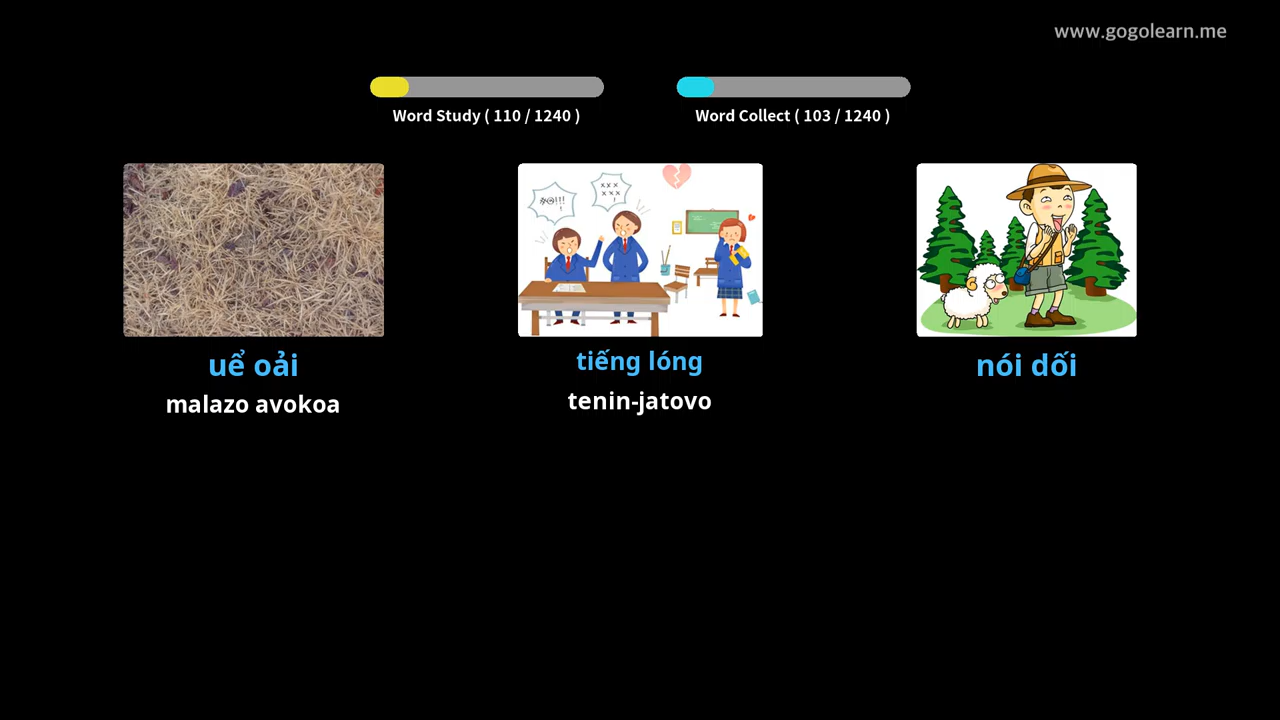 www.gogolearn.me
Word Study ( 110 / 1240 )
Word Collect ( 103 / 1240 )
#@!!!
x x x
x x x
!
uể oải
malazo avokoa
tiếng lóng
tenin-jatovo
nói dối